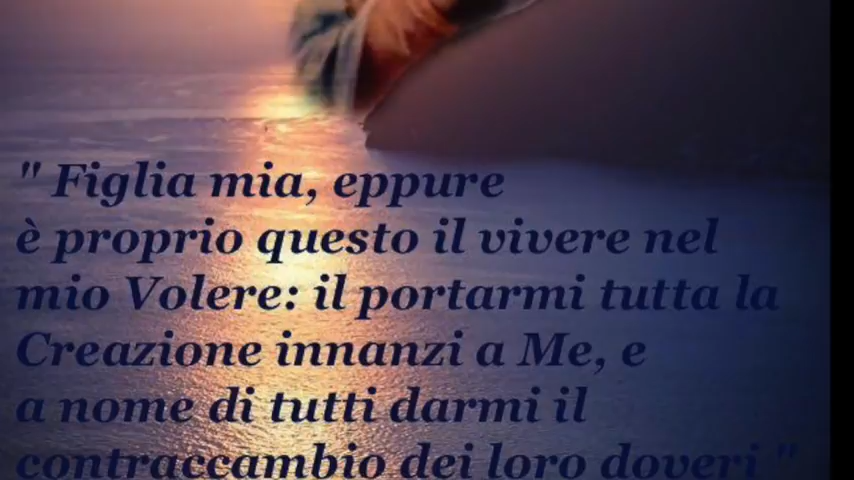 " Figlia mia, eppure
è proprio questo il vivere nel
mio Volere: il portarmi tutta la
Creazione innanzi a Me, e
a nome di tutti darmi il
contraccambio dei loro doveri "